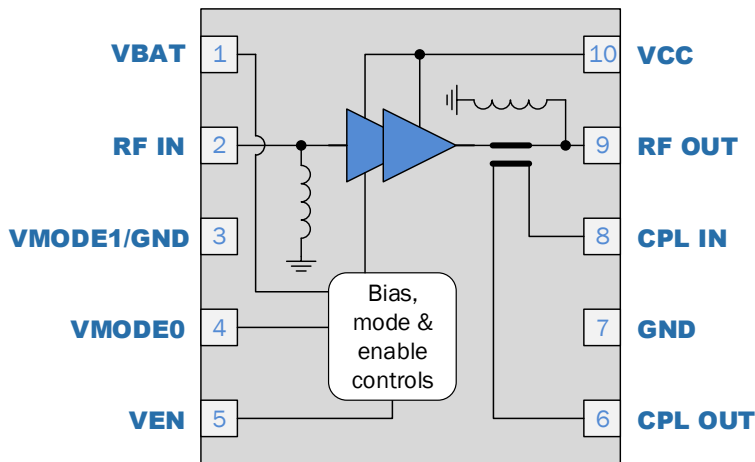 VBAT 1
10 VCC
RF IN 2
9 RF OUT
VMODE1/GND 3
8 CPL IN
Bias,
mode &
enable
controls
VMODE0 4
7 GND
VEN 5
6 CPL OUT